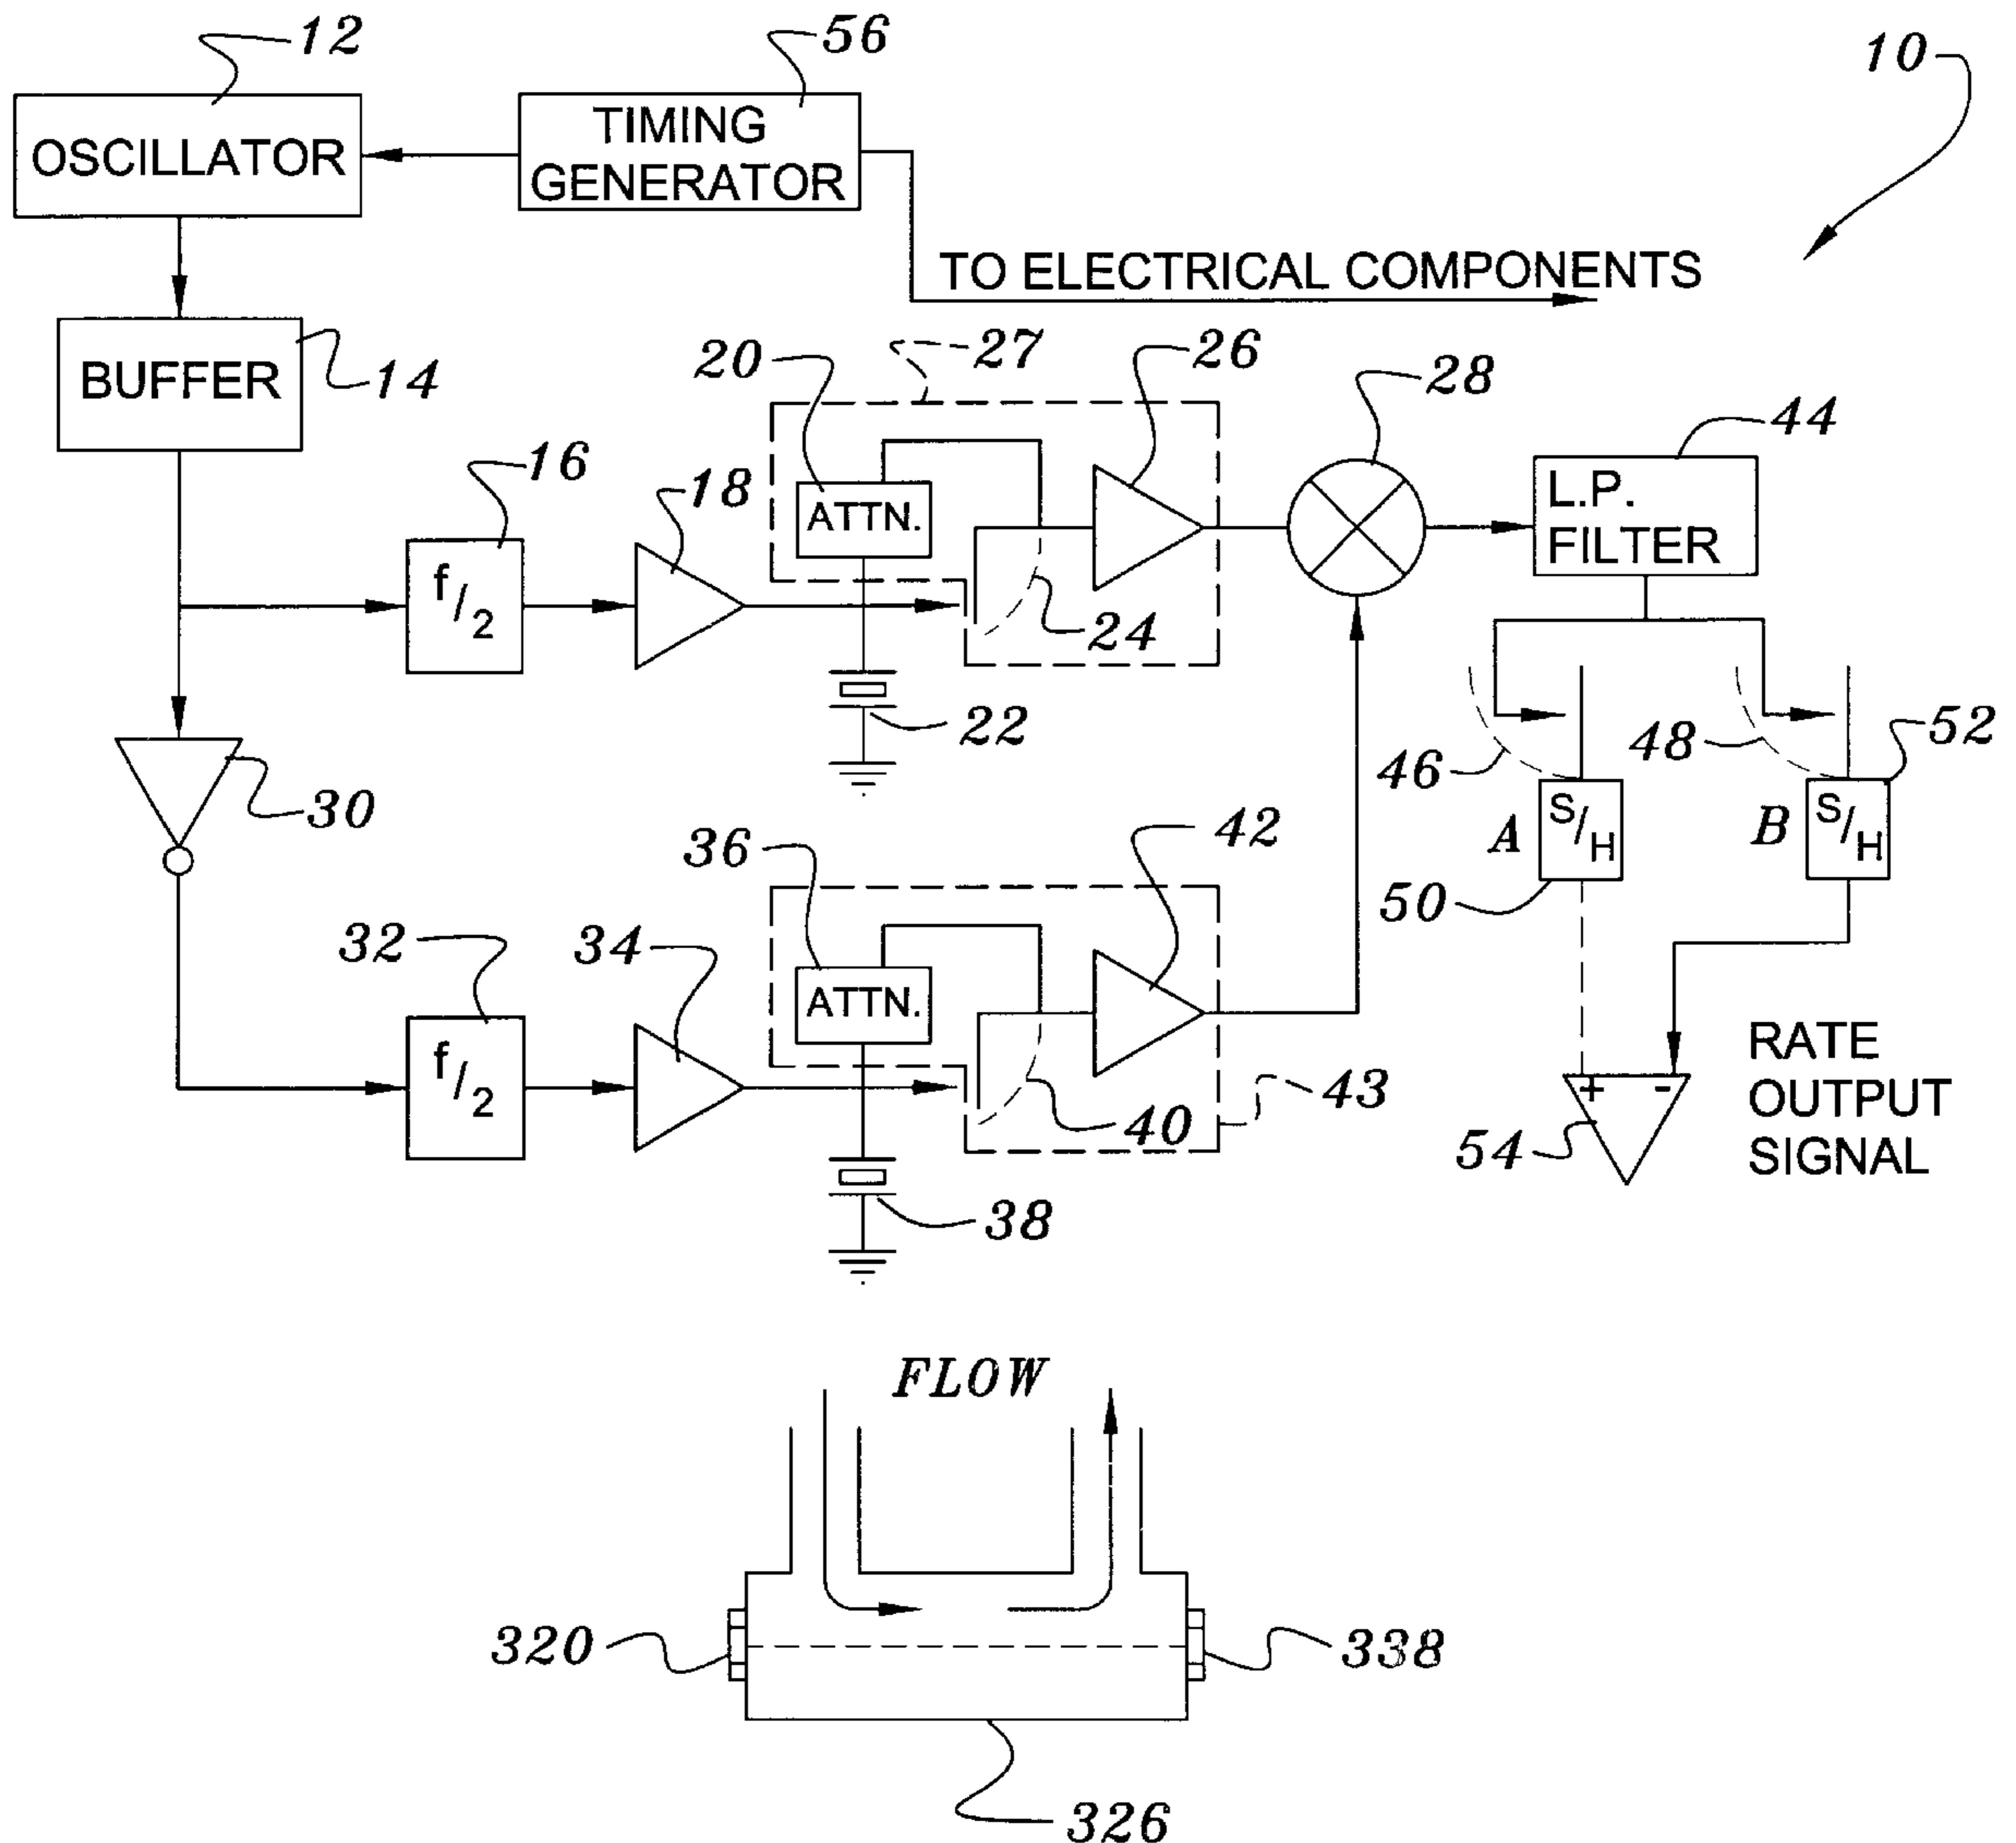 12
56
10
OSCILLATOR
TIMING
GENERATOR
TO ELECTRICAL COMPONENTS
BUFFER
14
20
27
26
28
44
16
18
ATTN.
L.P.
FILTER
f/2
24
22
46
48
52
30
A
S/H
B
S/H
36
42
50
32
34
ATTN.
f/2
40
43
38
+
-
54
RATE
OUTPUT
SIGNAL
FLOW
320
338
326